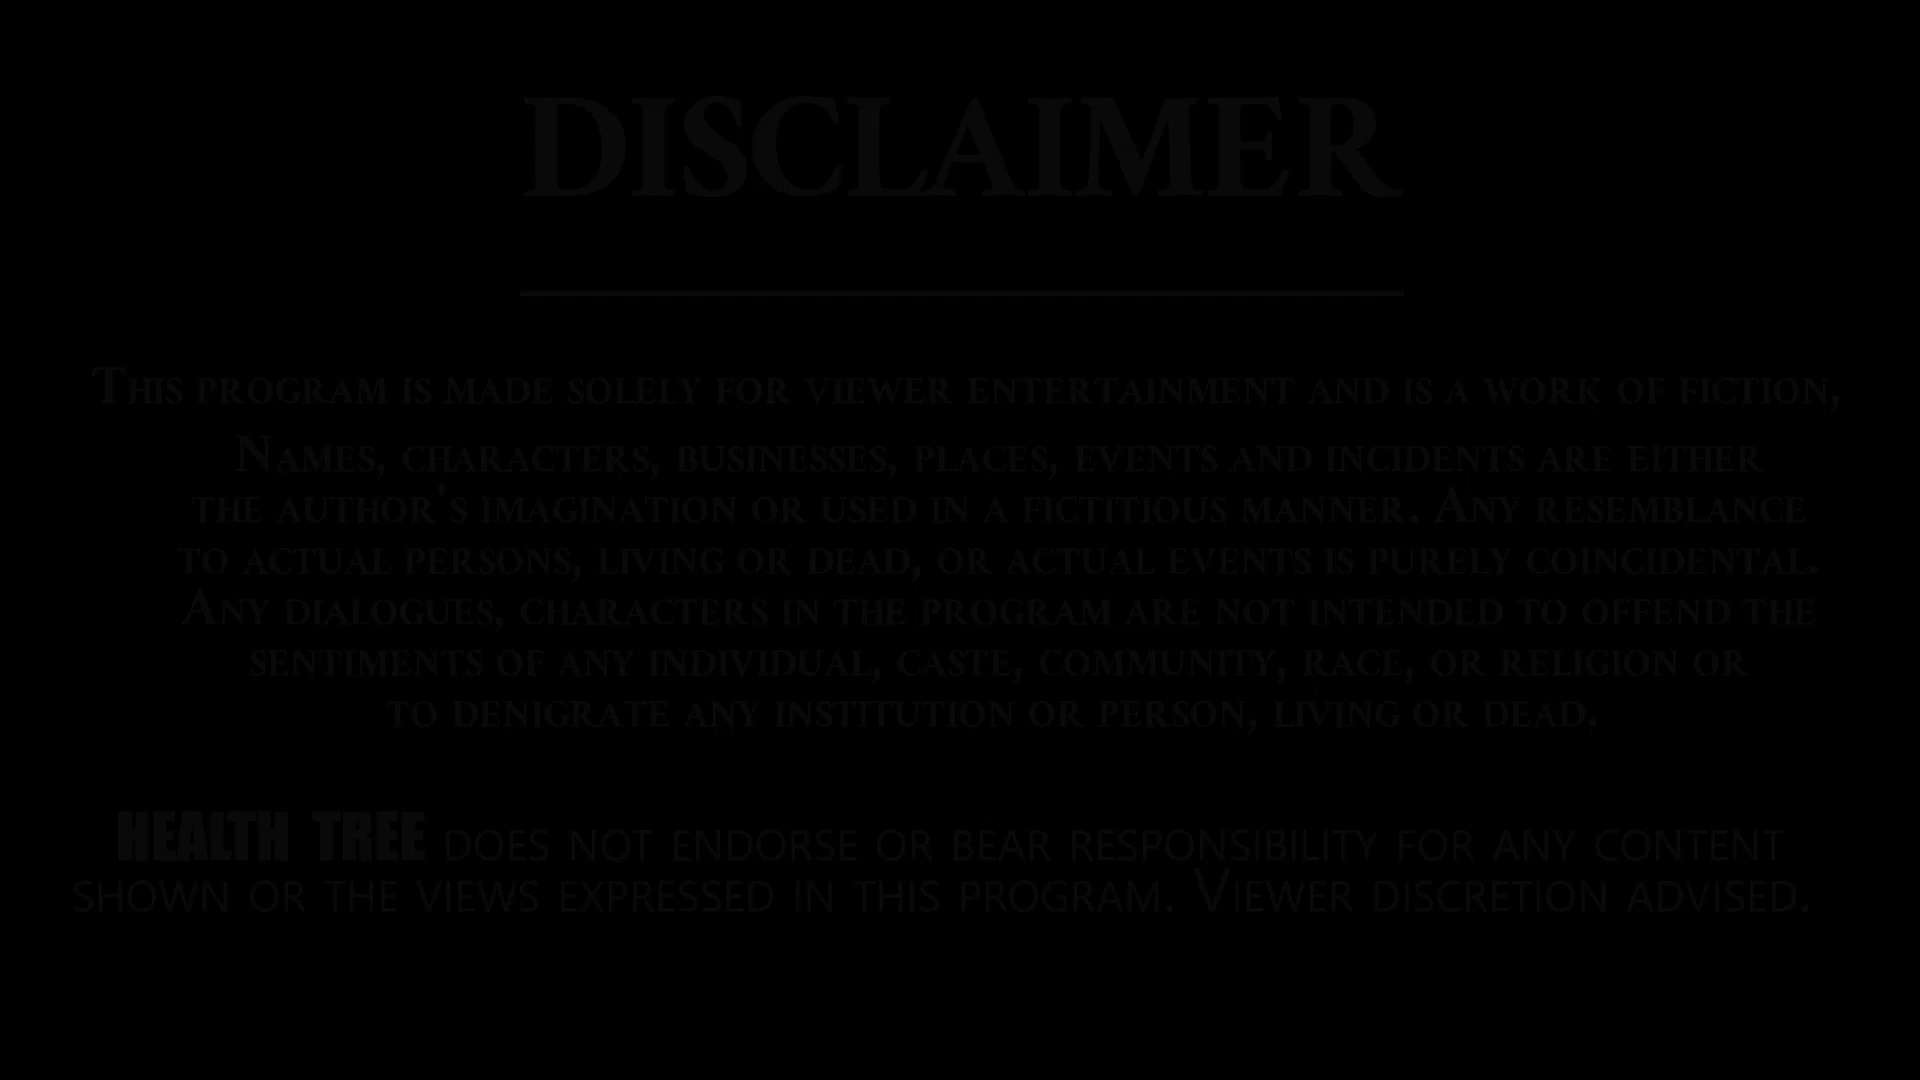 DISCLAIMER
This program is made solely for viewer entertainment and is a work of fiction,
Names, characters, businesses, places, events and incidents are either
the author's imagination or used in a fictitious manner. Any resemblance
to actual persons, living or dead, or actual events is purely coincidental.
Any dialogues, characters in the program are not intended to offend the
sentiments of any individual, caste, community, race, or religion or
to denigrate any institution or person, living or dead.
HEALTH TREE does not endorse or bear responsibility for any content
shown or the views expressed in this program. Viewer discretion advised.